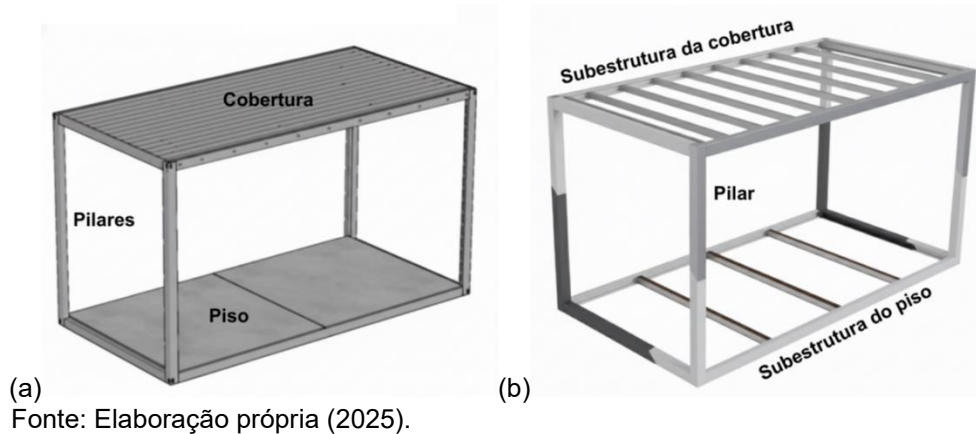 Cobertura
Pilares
Piso
(a)
Subestrutura da cobertura
Pilar
Subestrutura do piso
(b)
Fonte: Elaboração própria (2025).